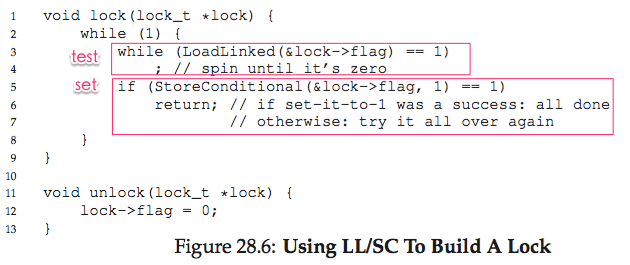 1 void lock(lock_t *lock) {
2 while (1) {
3 test while (LoadLinked(&lock->flag) == 1)
4 ; // spin until it's zero
5 set if (StoreConditional(&lock->flag, 1) == 1)
6 return; // if set-it-to-1 was a success: all done
7 // otherwise: try it all over again
8 }
9 }
10
11 void unlock(lock_t *lock) {
12 lock->flag = 0;
13 }
Figure 28.6: Using LL/SC To Build A Lock